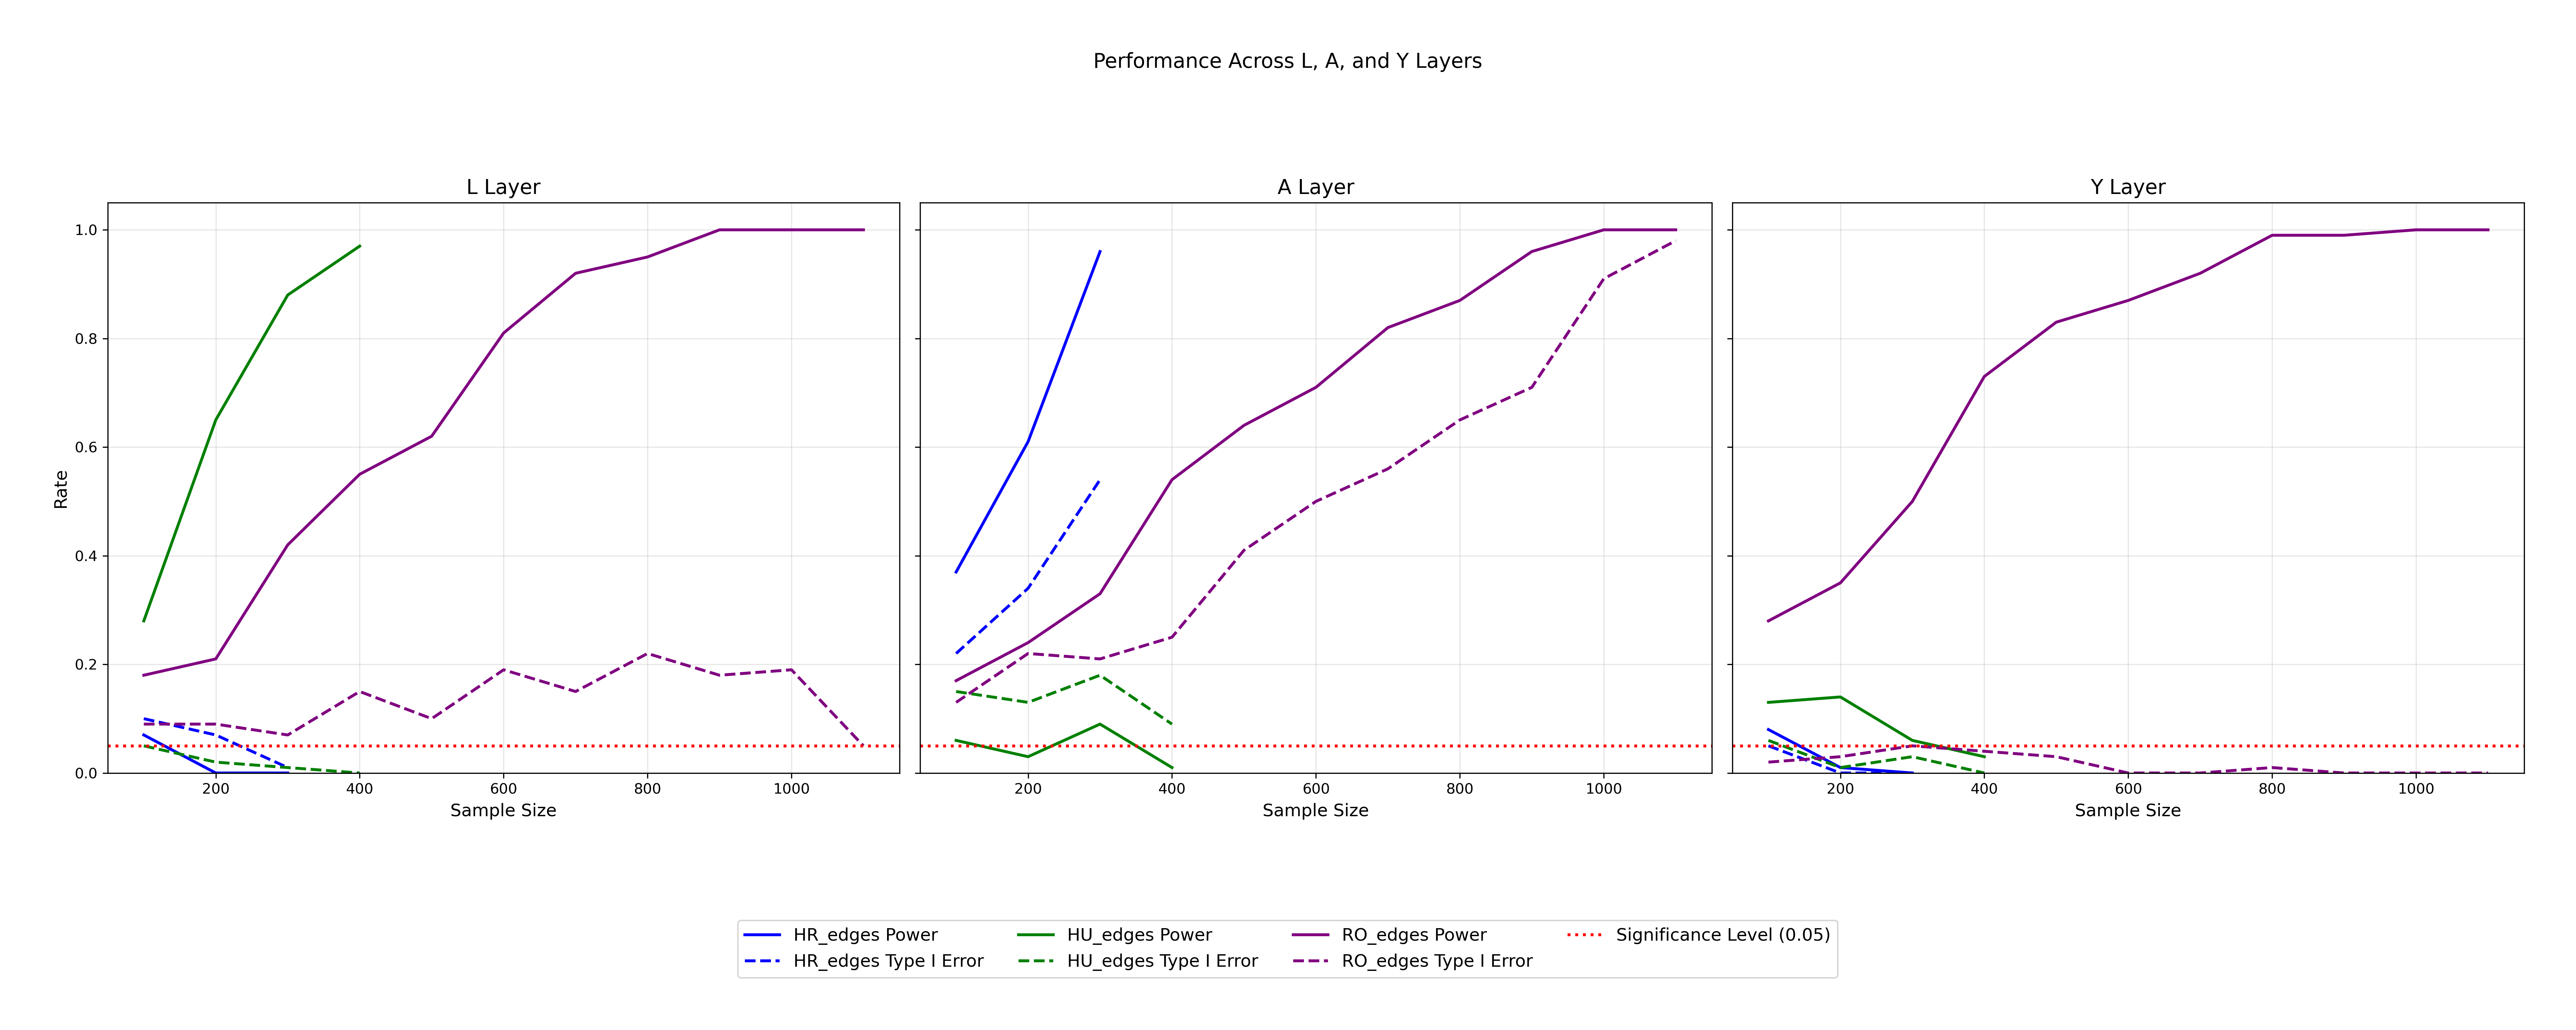 Performance Across L, A, and Y Layers
L Layer
A Layer
Y Layer
Rate
1.0
0.8
0.6
0.4
0.2
0.0
200 400 600 800 1000
200 400 600 800 1000
200 400 600 800 1000
Sample Size
Sample Size
Sample Size
HR_edges Power
HR_edges Type I Error
HU_edges Power
HU_edges Type I Error
RO_edges Power
RO_edges Type I Error
Significance Level (0.05)